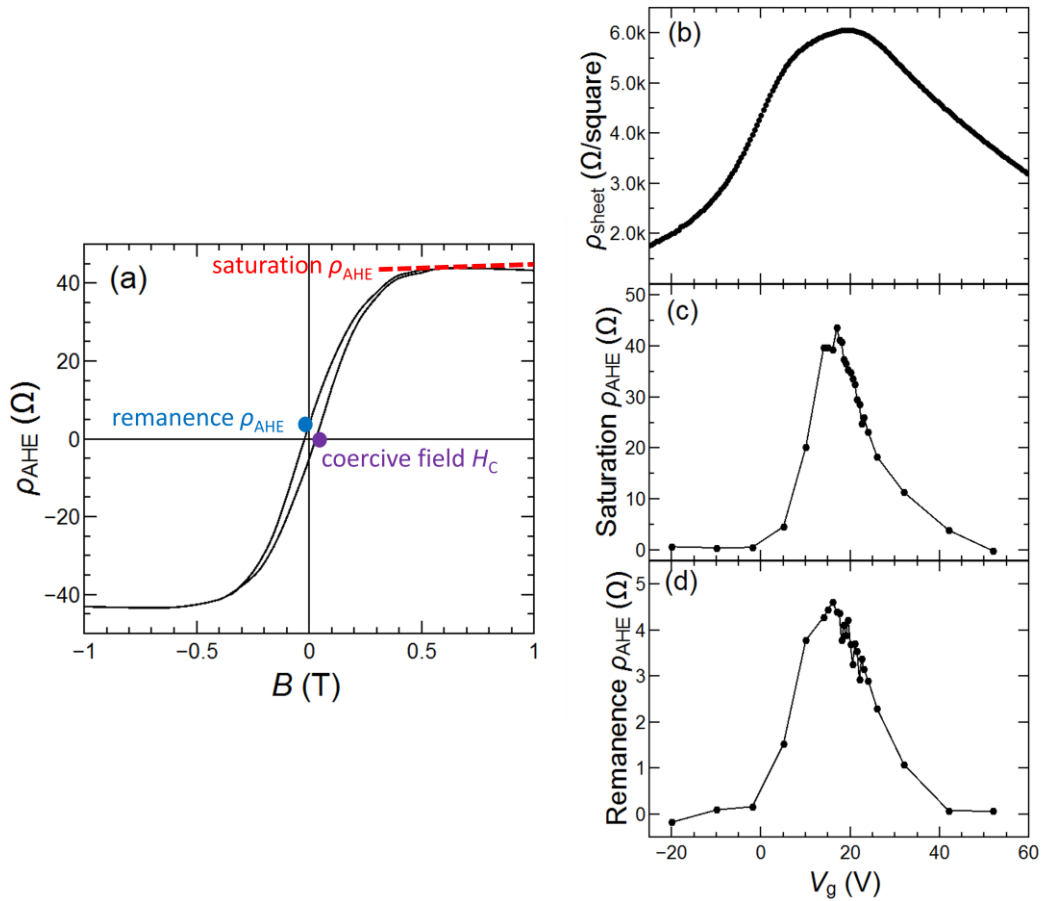 (a)
saturation ρAHE
remanence ρAHE
coercive field HC
ρAHE (Ω)
40
20
0
−20
−40
−1
−0.5
0
0.5
1
B (T)
(b)
ρsheet (Ω/square)
6.0k
5.0k
4.0k
3.0k
2.0k
(c)
Saturation ρAHE (Ω)
50
40
30
20
10
0
(d)
Remanence ρAHE (Ω)
5
4
3
2
1
0
−20
0
20
40
60
Vg (V)